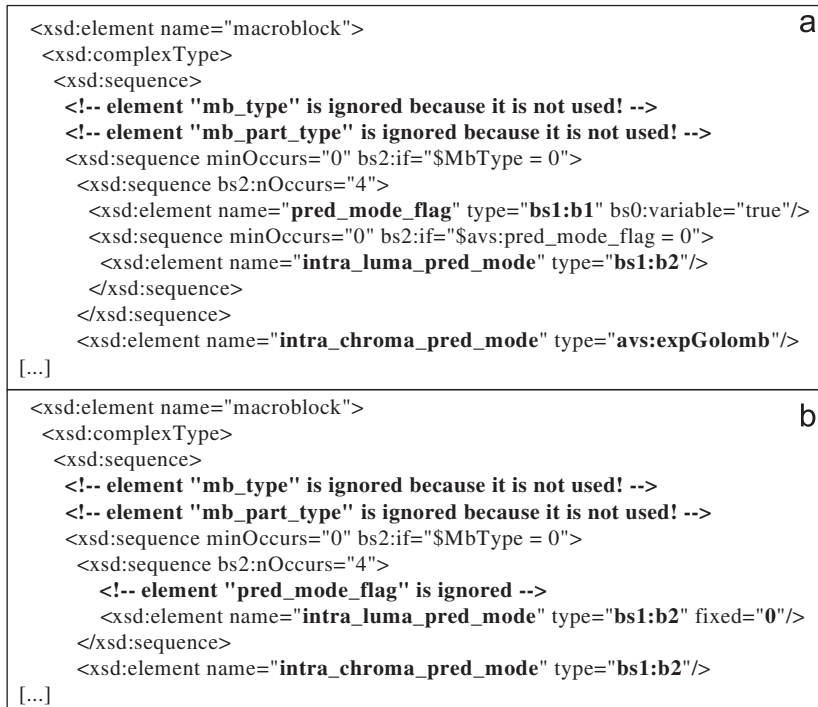 a
<xsd:element name="macroblock">
<xsd:complexType>
<xsd:sequence>
<!-- element "mb_type" is ignored because it is not used! -->
<!-- element "mb_part_type" is ignored because it is not used! -->
<xsd:sequence minOccurs="0" bs2:if="$MbType = 0">
<xsd:sequence bs2:nOccurs="4">
<xsd:element name="pred_mode_flag" type="bs1:b1" bs0:variable="true"/>
<xsd:sequence minOccurs="0" bs2:if="$avs:pred_mode_flag = 0">
<xsd:element name="intra_luma_pred_mode" type="bs1:b2"/>
</xsd:sequence>
</xsd:sequence>
<xsd:element name="intra_chroma_pred_mode" type="avs:expGolomb"/>
[...]
b
<xsd:element name="macroblock">
<xsd:complexType>
<xsd:sequence>
<!-- element "mb_type" is ignored because it is not used! -->
<!-- element "mb_part_type" is ignored because it is not used! -->
<xsd:sequence minOccurs="0" bs2:if="$MbType = 0">
<xsd:sequence bs2:nOccurs="4">
<!-- element "pred_mode_flag" is ignored -->
<xsd:element name="intra_luma_pred_mode" type="bs1:b2" fixed="0"/>
</xsd:sequence>
<xsd:element name="intra_chroma_pred_mode" type="bs1:b2"/>
[...]